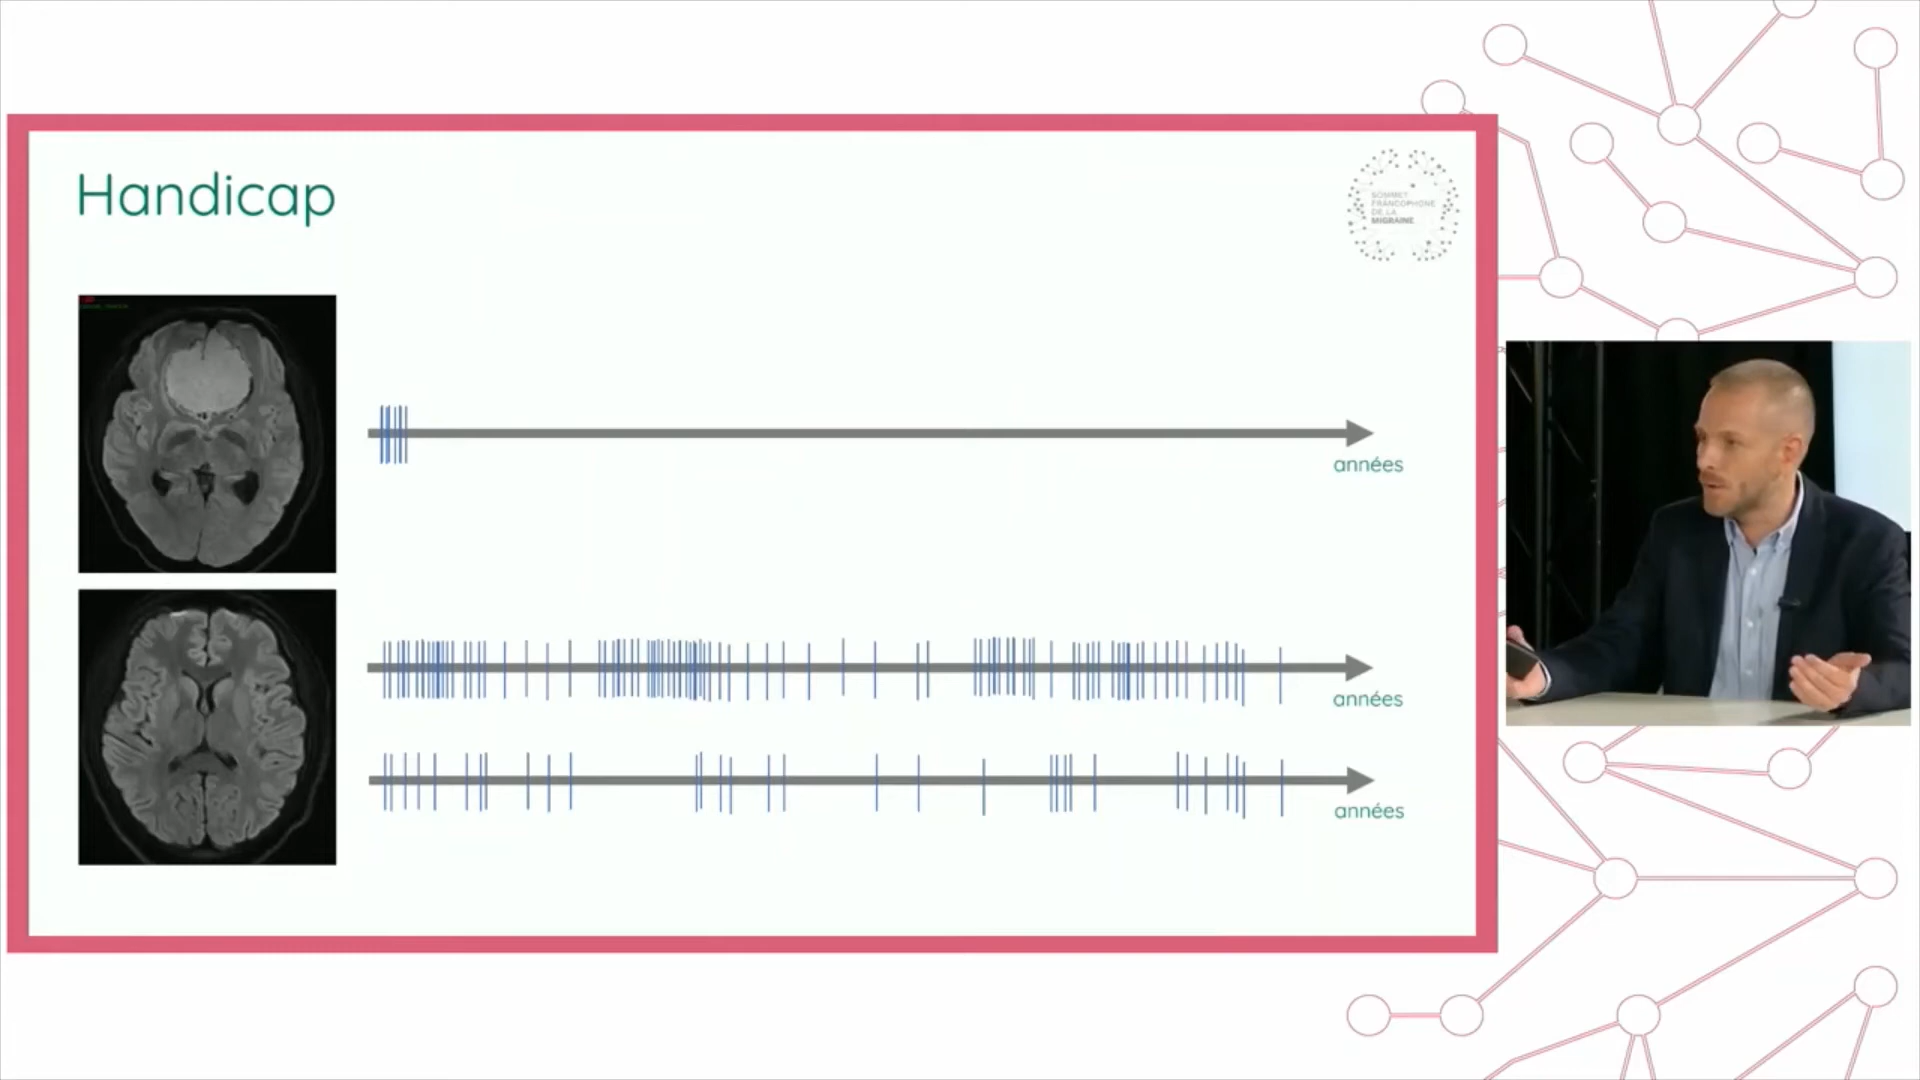 Handicap
SOMMET
FRANCOPHONE
DE LA
MIGRAINE
années
années
années